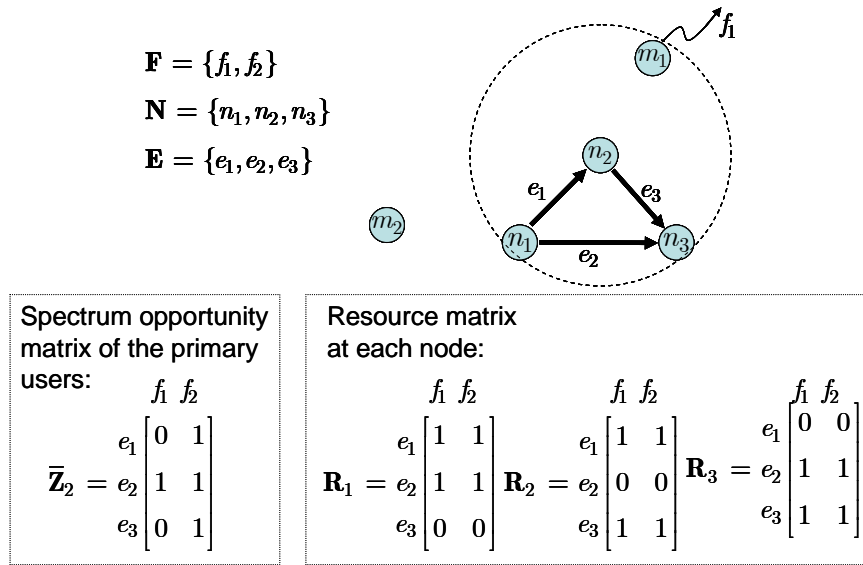 f₁
m₁
F = {f₁, f₂}
N = {n₁, n₂, n₃}
E = {e₁, e₂, e₃}
n₂
e₁ e₃
m₂
n₁ n₃
e₂
Spectrum opportunity
matrix of the primary
users:
f₁ f₂
e₁ [0 1]
Z̅₂ = e₂ [1 1]
e₃ [0 1]
Resource matrix
at each node:
f₁ f₂
e₁ [1 1]
R₁ = e₂ [1 1]
e₃ [0 0]
f₁ f₂
e₁ [1 1]
R₂ = e₂ [0 0]
e₃ [1 1]
f₁ f₂
e₁ [0 0]
R₃ = e₂ [1 1]
e₃ [1 1]